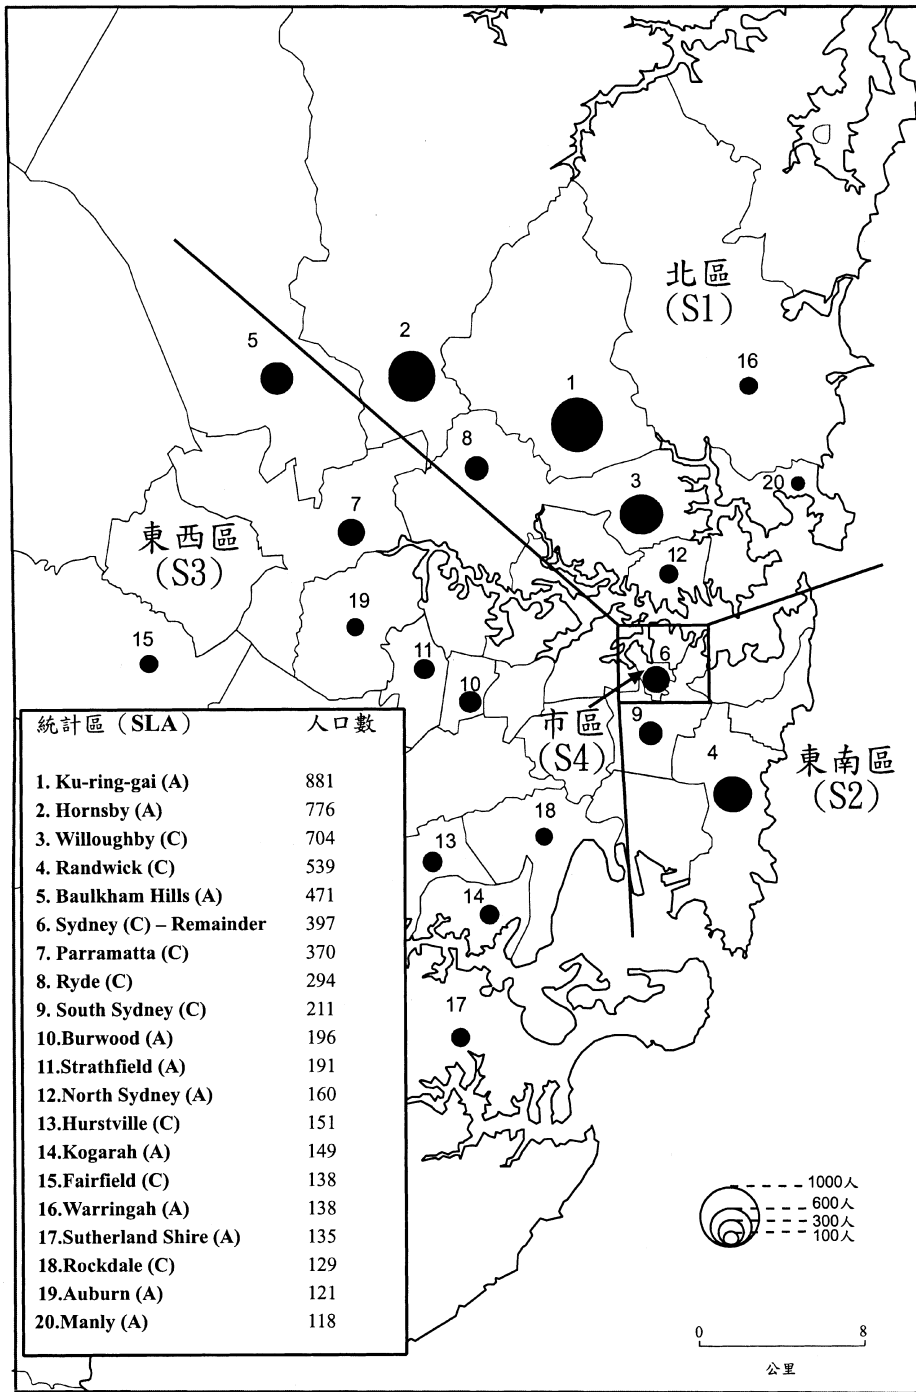 北區
(S1)
5
2
1
16
8
3
20
7
東西區
(S3)
12
19
15
11
6
10
市區
(S4)
9
4
東南區
(S2)
18
13
14
17
統計區（SLA） 人口數
1. Ku-ring-gai (A) 881
2. Hornsby (A) 776
3. Willoughby (C) 704
4. Randwick (C) 539
5. Baulkham Hills (A) 471
6. Sydney (C) – Remainder 397
7. Parramatta (C) 370
8. Ryde (C) 294
9. South Sydney (C) 211
10.Burwood (A) 196
11.Strathfield (A) 191
12.North Sydney (A) 160
13.Hurstville (C) 151
14.Kogarah (A) 149
15.Fairfield (C) 138
16.Warringah (A) 138
17.Sutherland Shire (A) 135
18.Rockdale (C) 129
19.Auburn (A) 121
20.Manly (A) 118
1000人
600人
300人
100人
0 8
公里